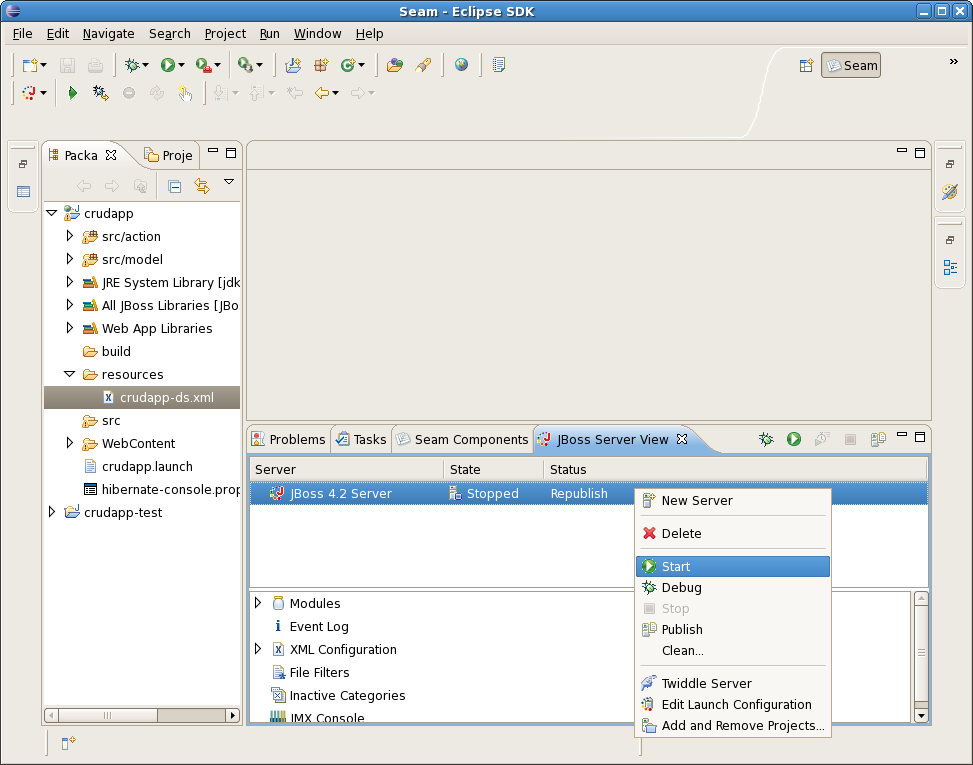 Seam - Eclipse SDK
File Edit Navigate Search Project Run Window Help
Seam
»
Packa
Proje
crudapp
src/action
src/model
JRE System Library [jdk
All JBoss Libraries [JBo
Web App Libraries
build
resources
crudapp-ds.xml
src
WebContent
crudapp.launch
hibernate-console.prop
crudapp-test
Problems Tasks Seam Components JBoss Server View
Server State Status
JBoss 4.2 Server Stopped Republish
Modules
Event Log
XML Configuration
File Filters
Inactive Categories
JMX Console
New Server
Delete
Start
Debug
Stop
Publish
Clean...
Twiddle Server
Edit Launch Configuration
Add and Remove Projects...